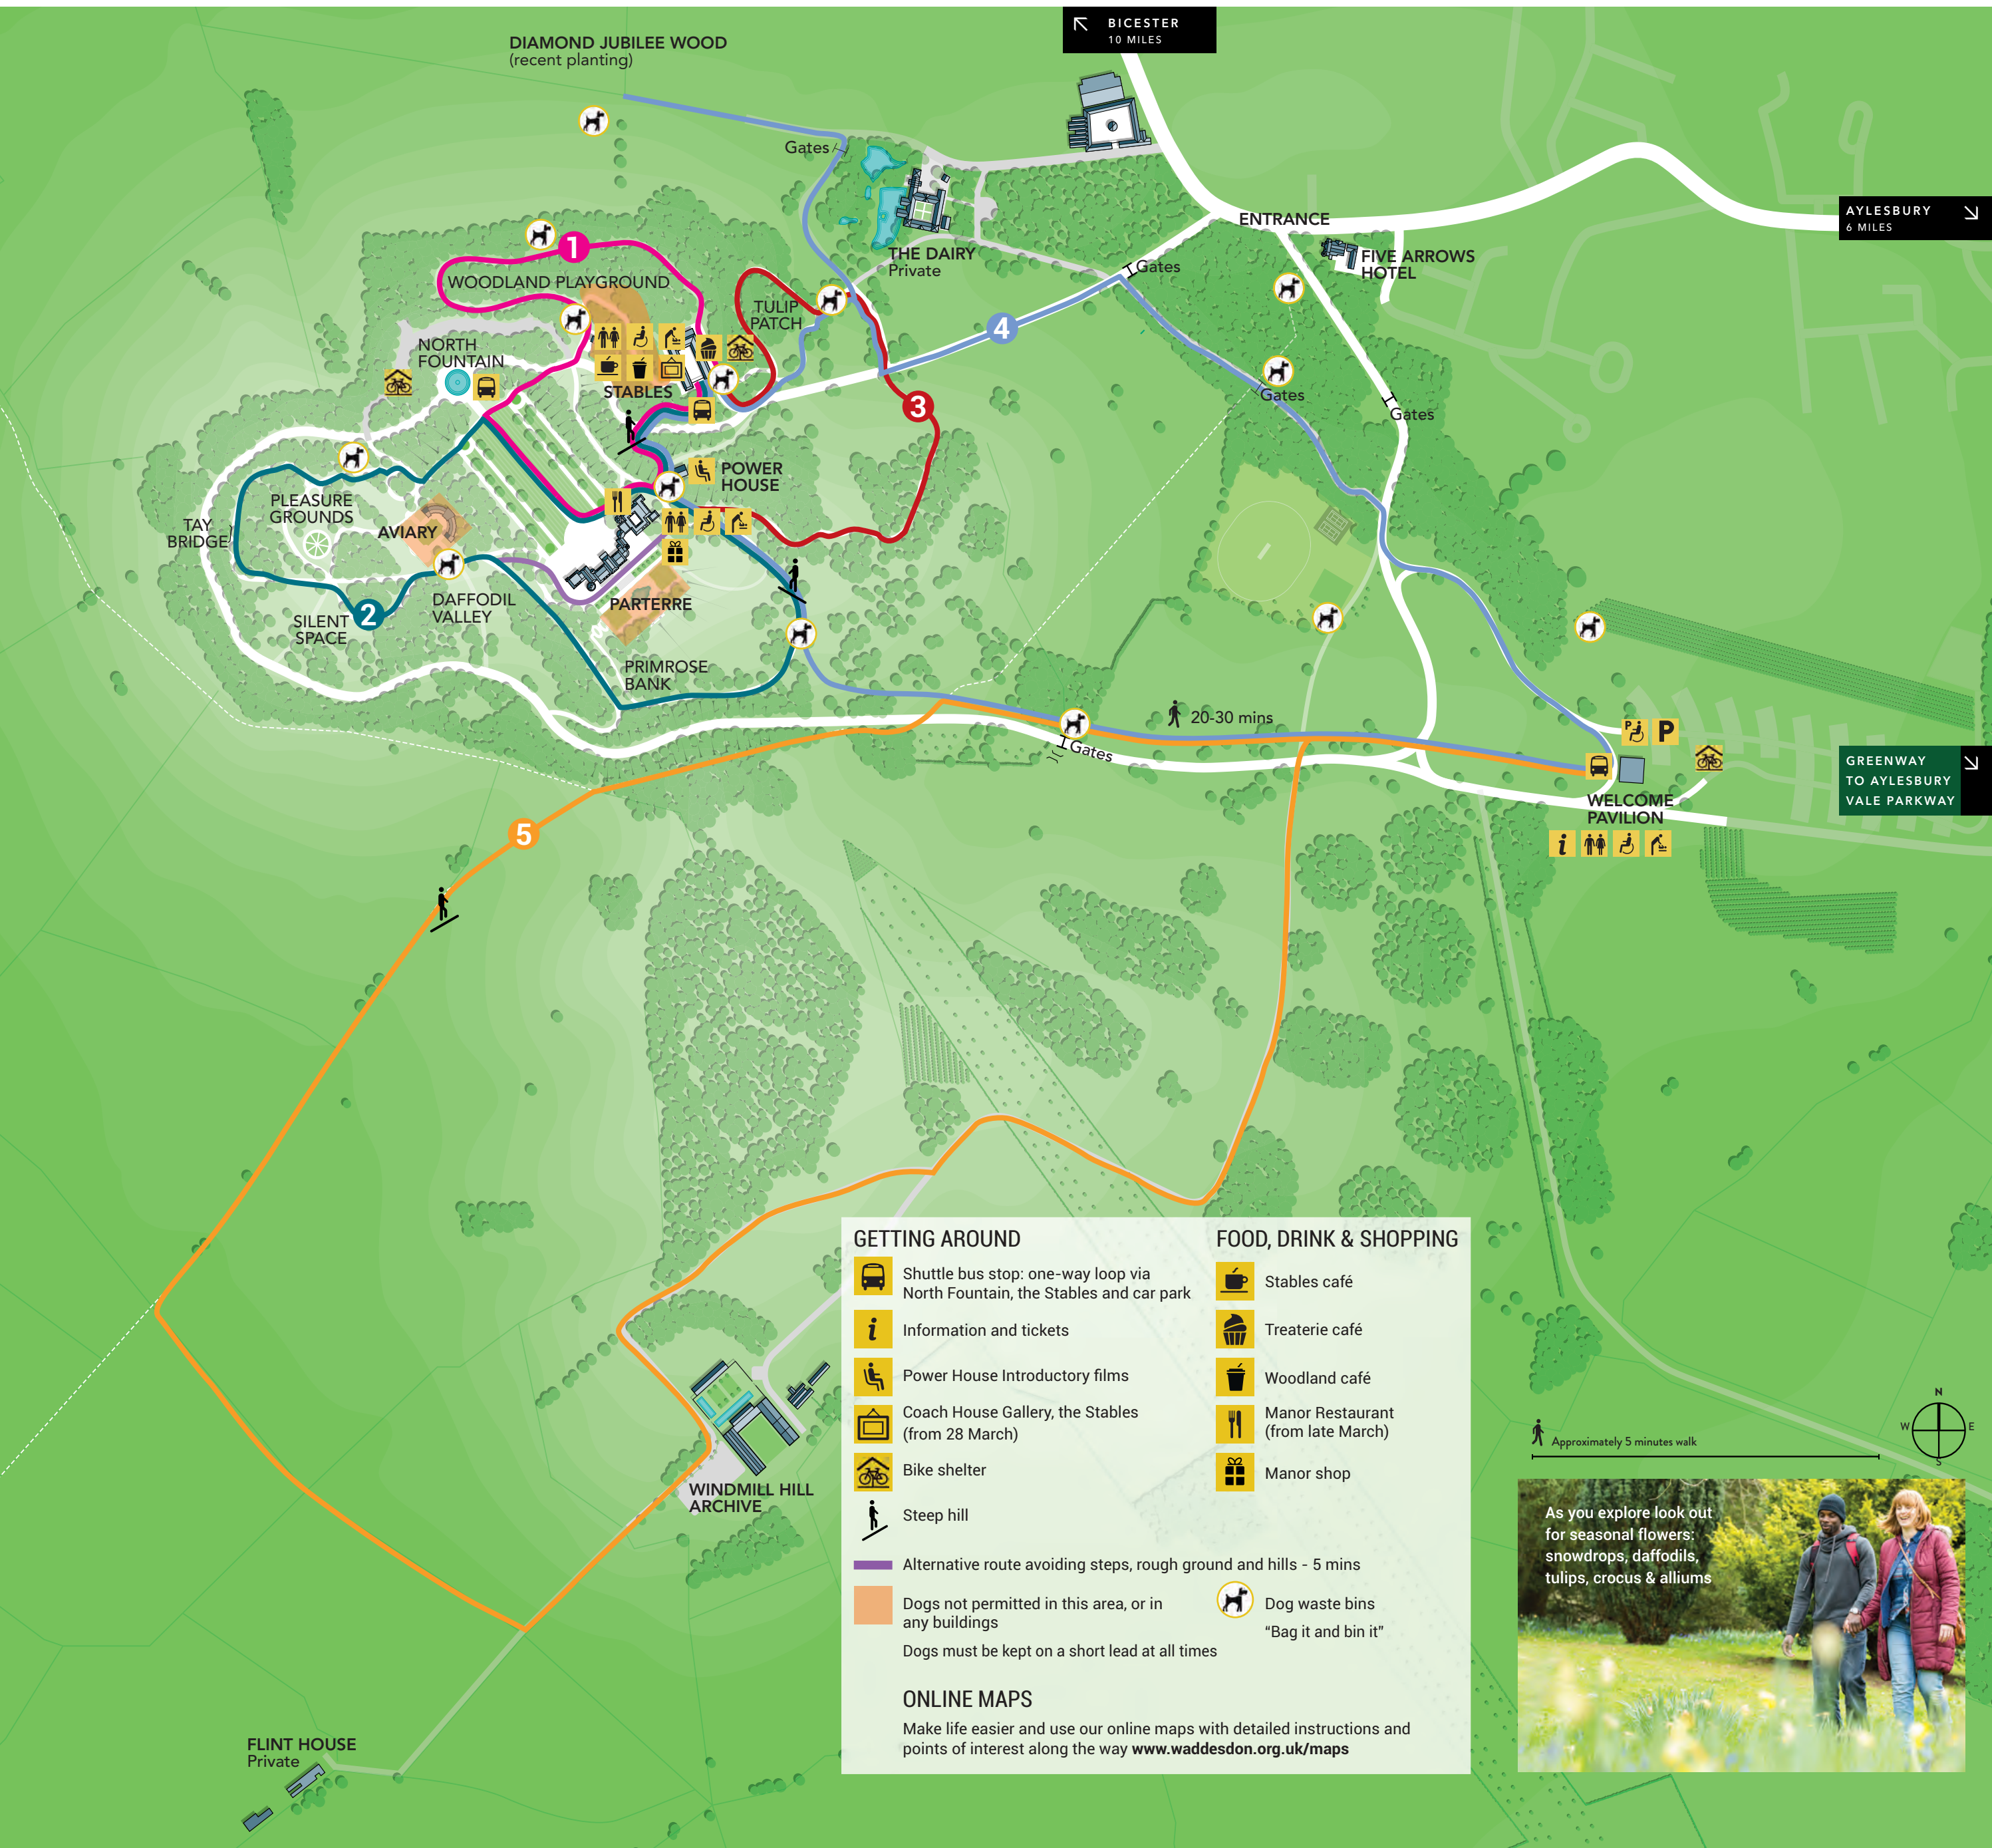 BICESTER
10 MILES
DIAMOND JUBILEE WOOD
(recent planting)
Gates
AYLESBURY
6 MILES
ENTRANCE
THE DAIRY
Private
FIVE ARROWS
HOTEL
Gates
1
WOODLAND PLAYGROUND
TULIP
PATCH
4
NORTH
FOUNTAIN
STABLES
Gates
3
Gates
POWER
HOUSE
PLEASURE
GROUNDS
TAY
BRIDGE
AVIARY
2
DAFFODIL
VALLEY
SILENT
SPACE
PARTERRE
PRIMROSE
BANK
20-30 mins
Gates
P
P
GREENWAY
TO AYLESBURY
VALE PARKWAY
WELCOME
PAVILION
i
5
WINDMILL HILL
ARCHIVE
FLINT HOUSE
Private
GETTING AROUND
Shuttle bus stop: one-way loop via
North Fountain, the Stables and car park
i
Information and tickets
Power House Introductory films
Coach House Gallery, the Stables
(from 28 March)
Bike shelter
Steep hill
Alternative route avoiding steps, rough ground and hills - 5 mins
Dogs not permitted in this area, or in
any buildings
Dogs must be kept on a short lead at all times
FOOD, DRINK & SHOPPING
Stables café
Treaterie café
Woodland café
Manor Restaurant
(from late March)
Manor shop
Dog waste bins
“Bag it and bin it”
ONLINE MAPS
Make life easier and use our online maps with detailed instructions and
points of interest along the way www.waddesdon.org.uk/maps
Approximately 5 minutes walk
N
W
E
S
As you explore look out
for seasonal flowers:
snowdrops, daffodils,
tulips, crocus & alliums